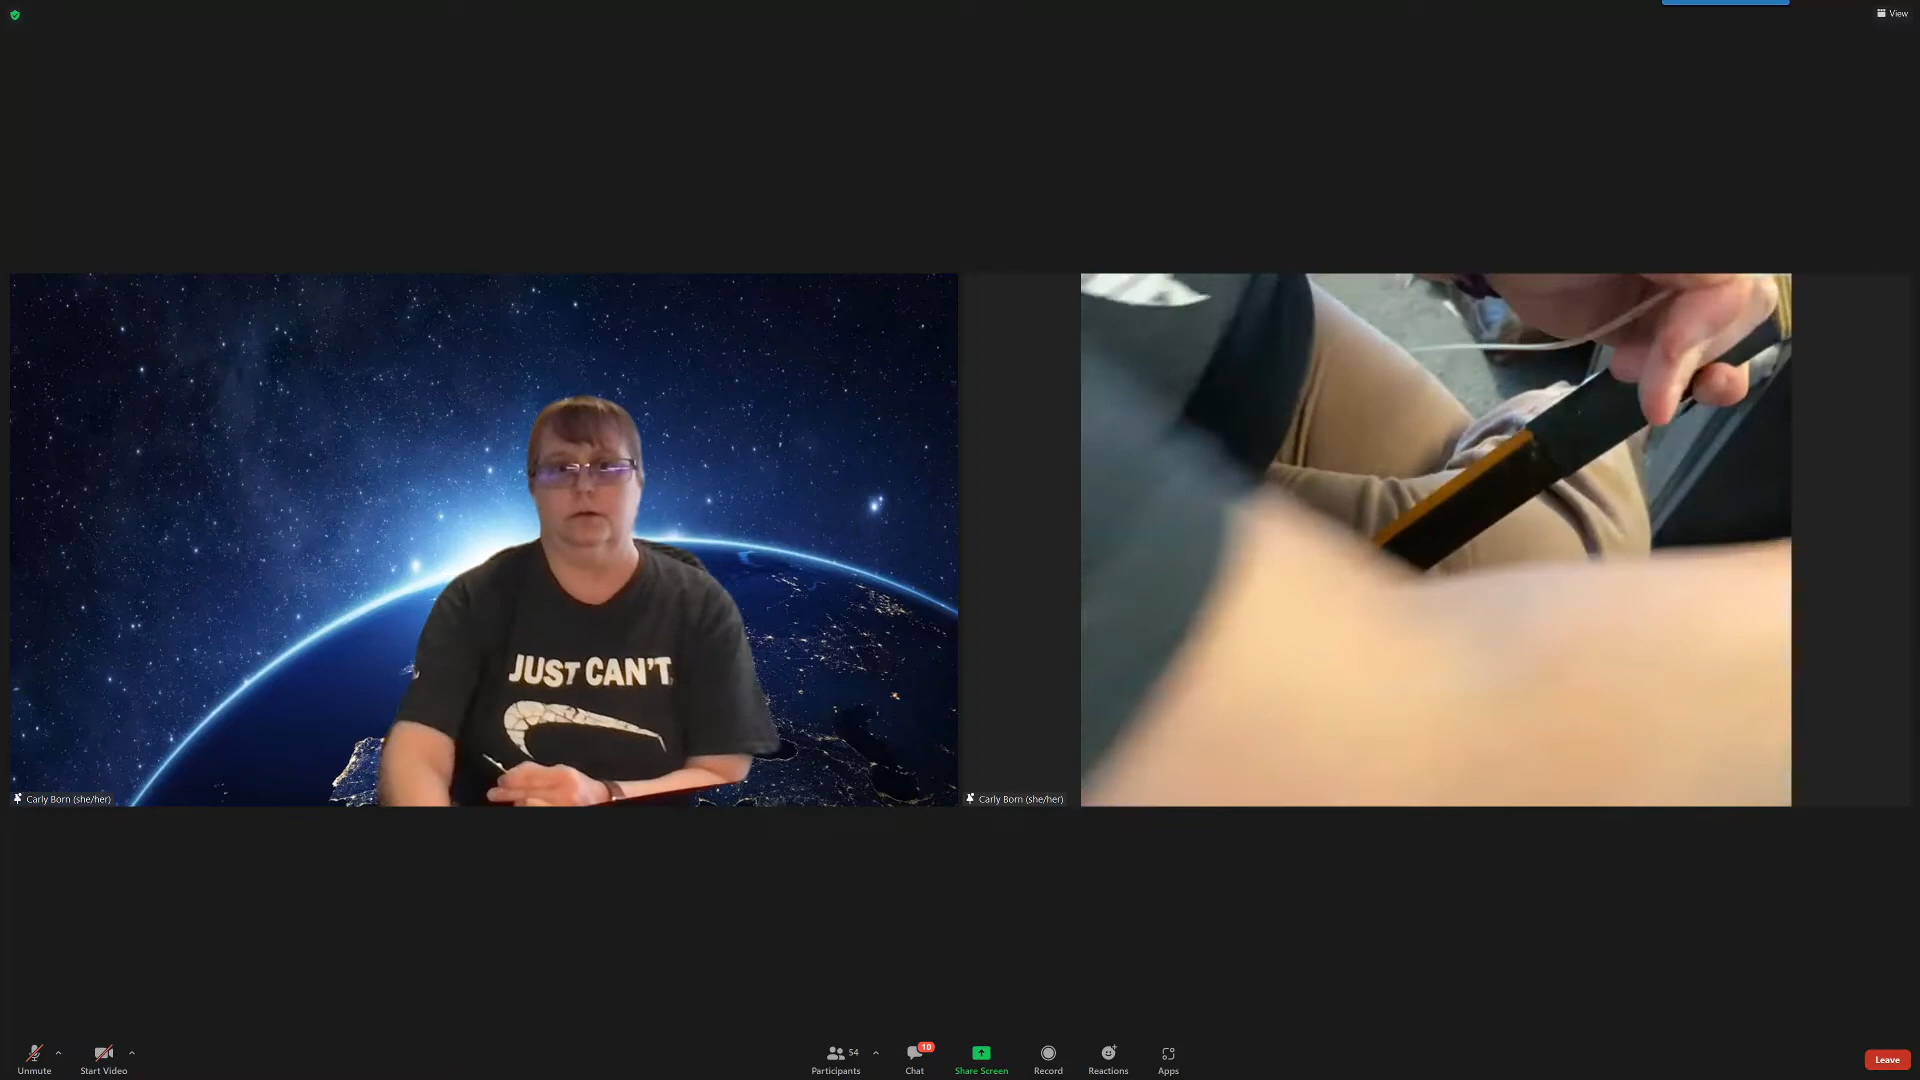 View
JUST CAN'T.
Carly Born (she/her)
Carly Born (she/her)
Unmute
Start Video
54
Participants
10
Chat
Share Screen
Record
Reactions
Apps
Leave